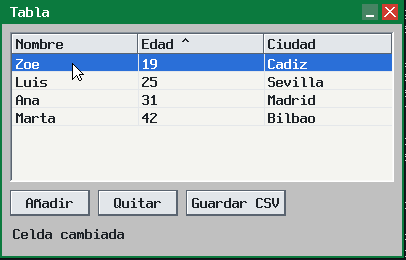 Tabla
Nombre Edad ^ Ciudad
Zoe 19 Cadiz
Luis 25 Sevilla
Ana 31 Madrid
Marta 42 Bilbao
Añadir Quitar Guardar CSV
Celda cambiada